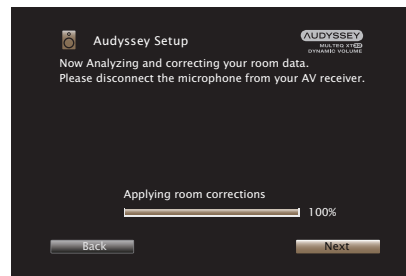 Audyssey Setup
AUDYSSEY
MULTEQ XT32
DYNAMIC VOLUME
Now Analyzing and correcting your room data.
Please disconnect the microphone from your AV receiver.
Applying room corrections
100%
Back
Next